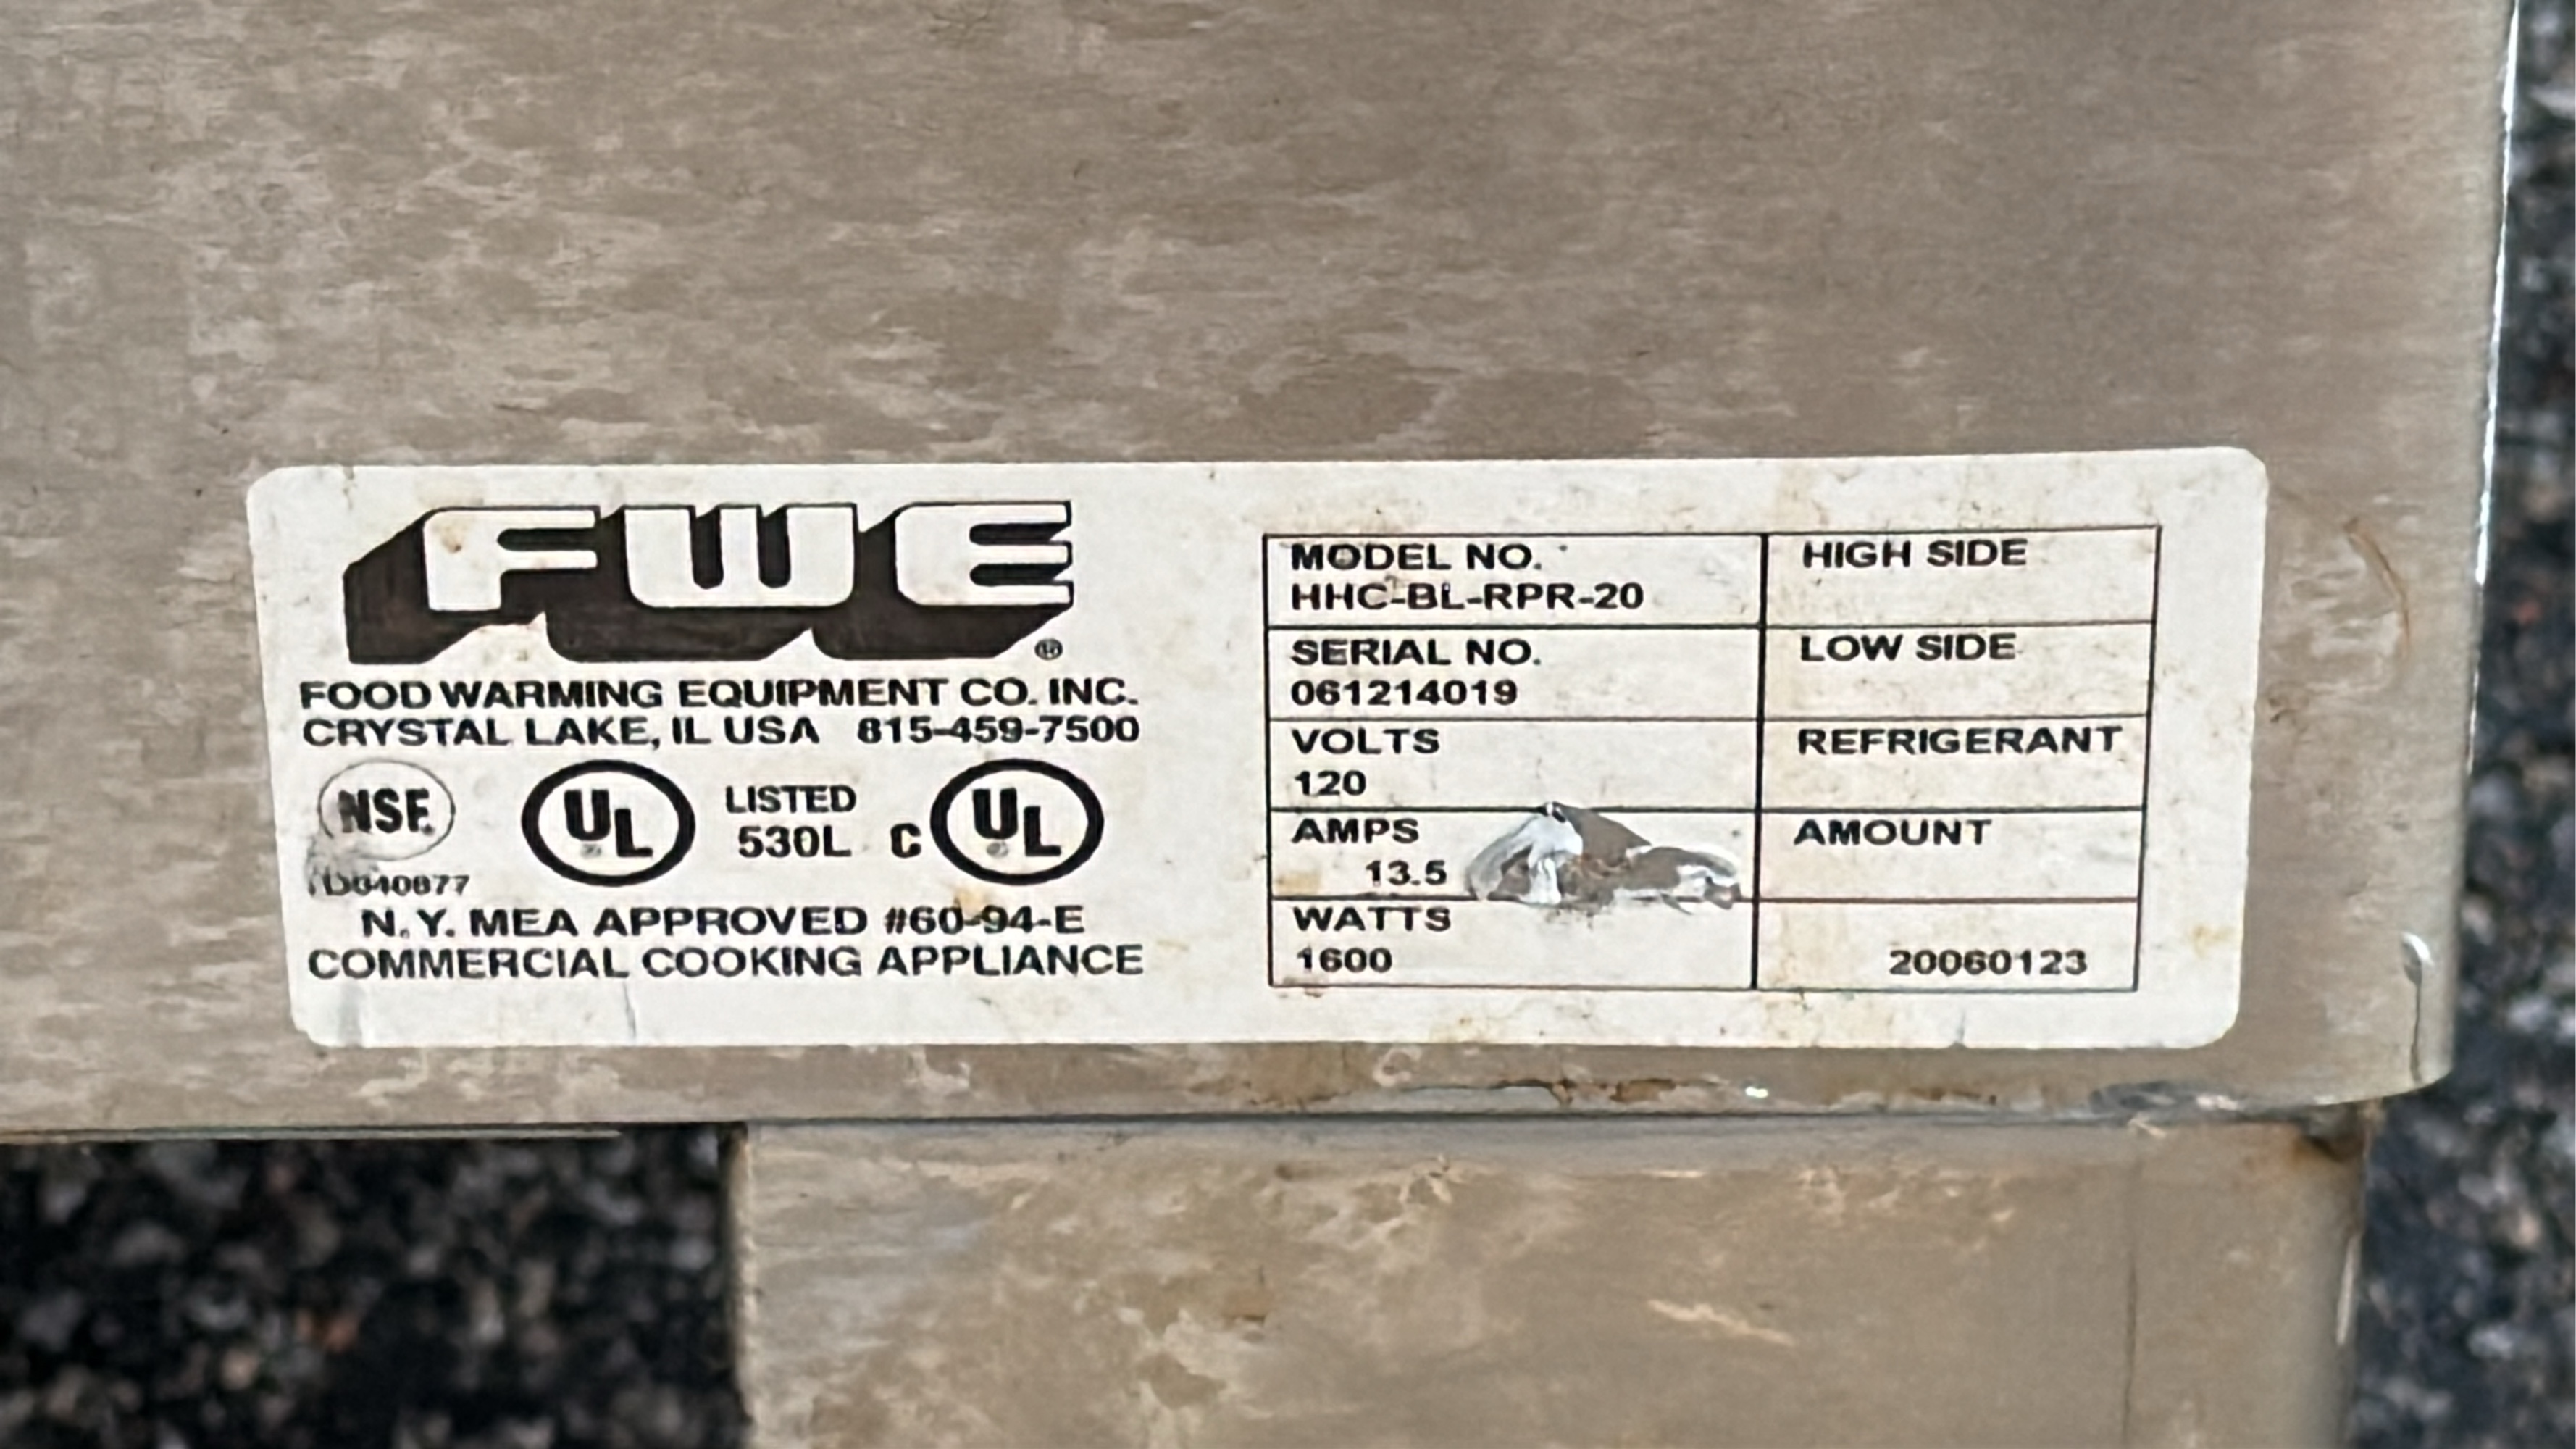 FWE
FOOD WARMING EQUIPMENT CO. INC.
CRYSTAL LAKE, IL USA 815-459-7500
NSF.
UL
LISTED
530L
C UL
N.Y. MEA APPROVED #60-94-E
COMMERCIAL COOKING APPLIANCE
MODEL NO.
HHC-BL-RPR-20
SERIAL NO.
061214019
VOLTS
120
AMPS
13.5
WATTS
1600
HIGH SIDE
LOW SIDE
REFRIGERANT
AMOUNT
20060123